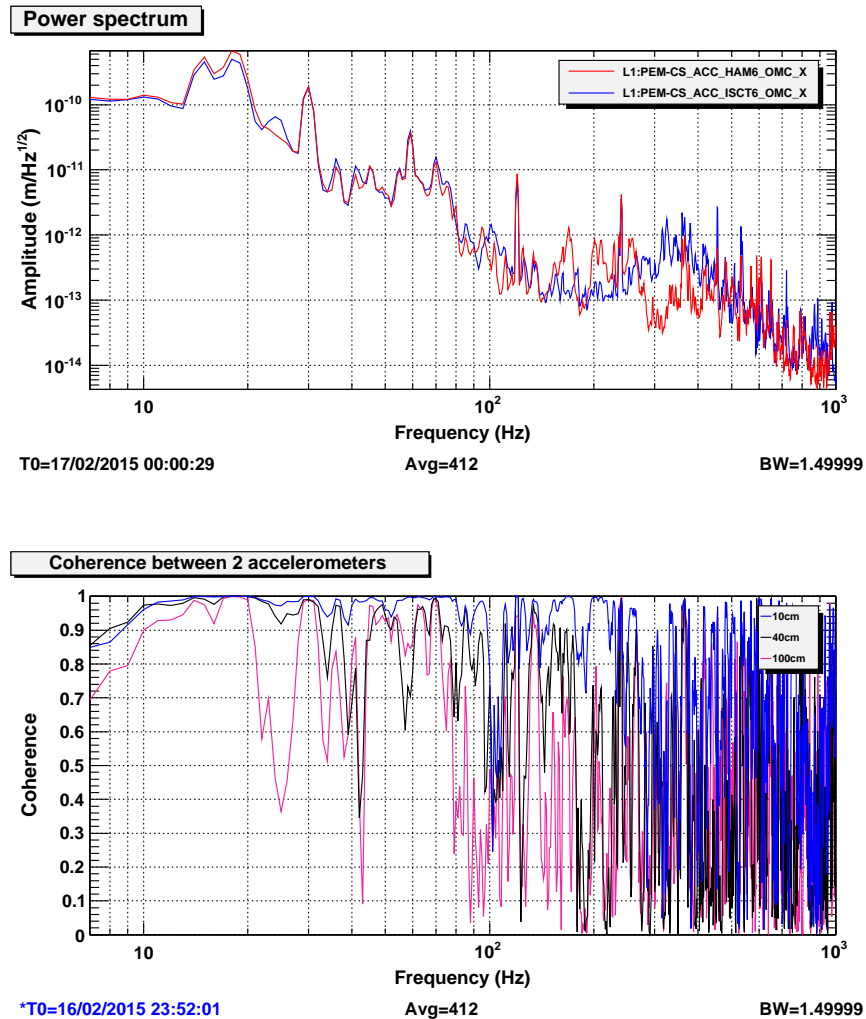 Power spectrum
L1:PEM-CS_ACC_HAM6_OMC_X
L1:PEM-CS_ACC_ISCT6_OMC_X
Amplitude (m/Hz^1/2)
10^-10
10^-11
10^-12
10^-13
10^-14
10 10^2 10^3
Frequency (Hz)
T0=17/02/2015 00:00:29 Avg=412 BW=1.49999
Coherence between 2 accelerometers
10cm
40cm
100cm
Coherence
1
0.9
0.8
0.7
0.6
0.5
0.4
0.3
0.2
0.1
0
10 10^2 10^3
Frequency (Hz)
*T0=16/02/2015 23:52:01 Avg=412 BW=1.49999